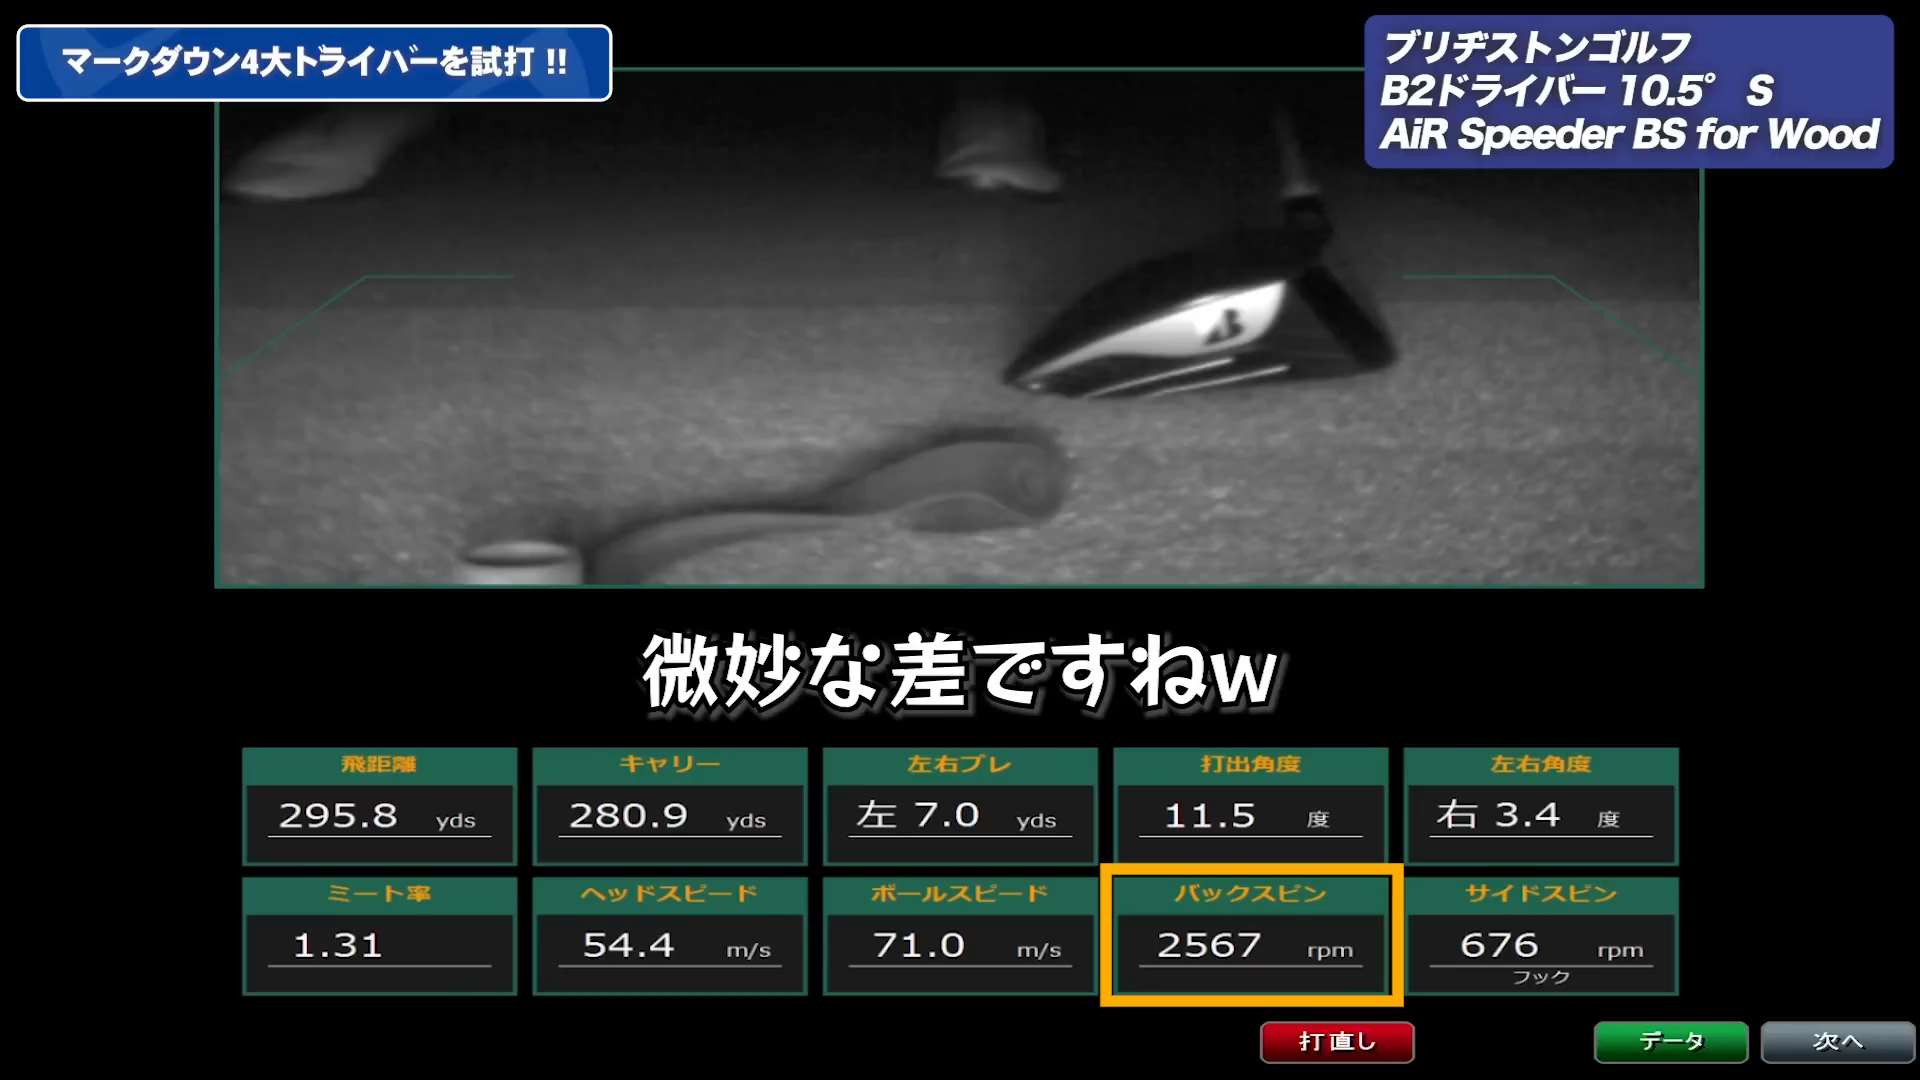 マークダウン4大ドライバーを試打 !!
ブリヂストンゴルフ
B2ドライバー 10.5° S
AiR Speeder BS for Wood
B
微妙な差ですねw
飛距離 キャリー 左右ブレ 打出角度 左右角度
295.8 yds 280.9 yds 左 7.0 yds 11.5 度 右 3.4 度
ミート率 ヘッドスピード ボールスピード バックスピン サイドスピン
1.31 54.4 m/s 71.0 m/s 2567 rpm 676 rpm
フック
打直し データ 次へ